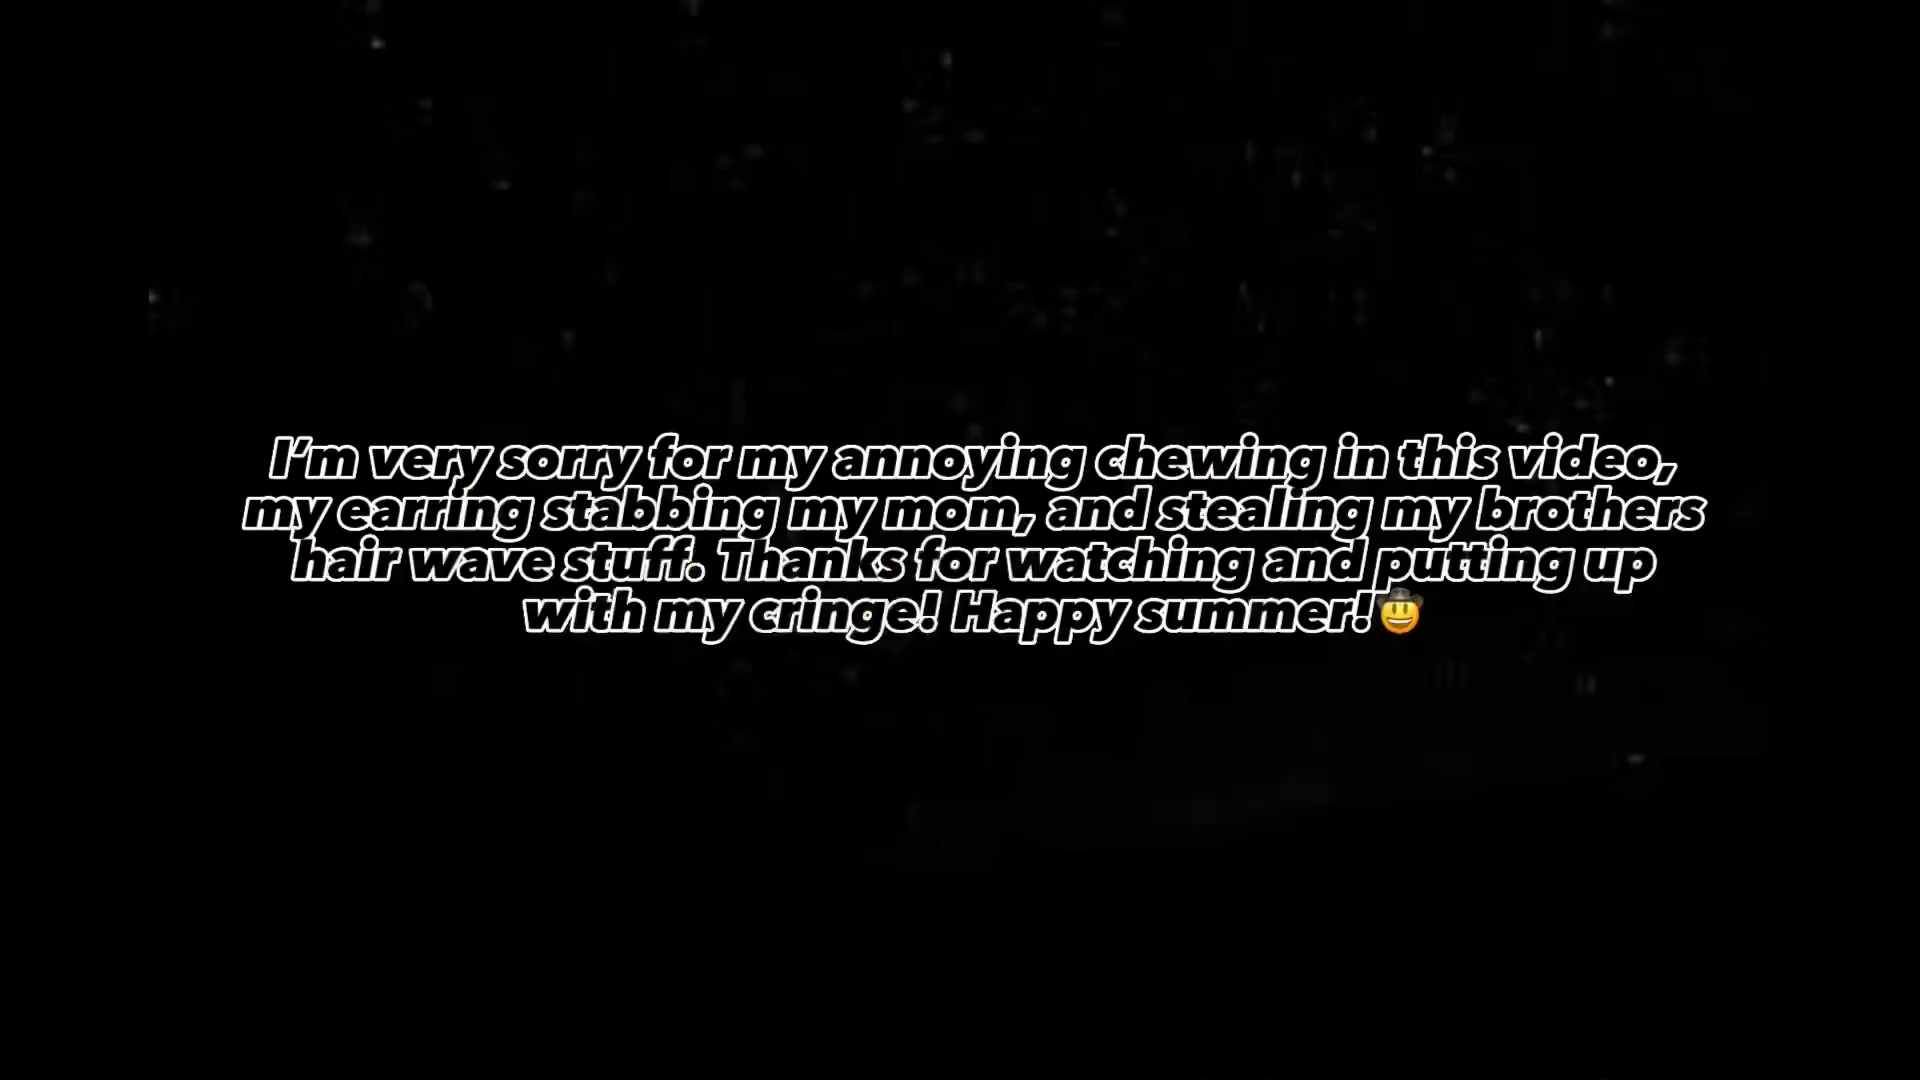 I'm very sorry for my annoying chewing in this video,
my earring stabbing my mom, and stealing my brothers
hair wave stuff. Thanks for watching and putting up
with my cringe! Happy summer!🤠